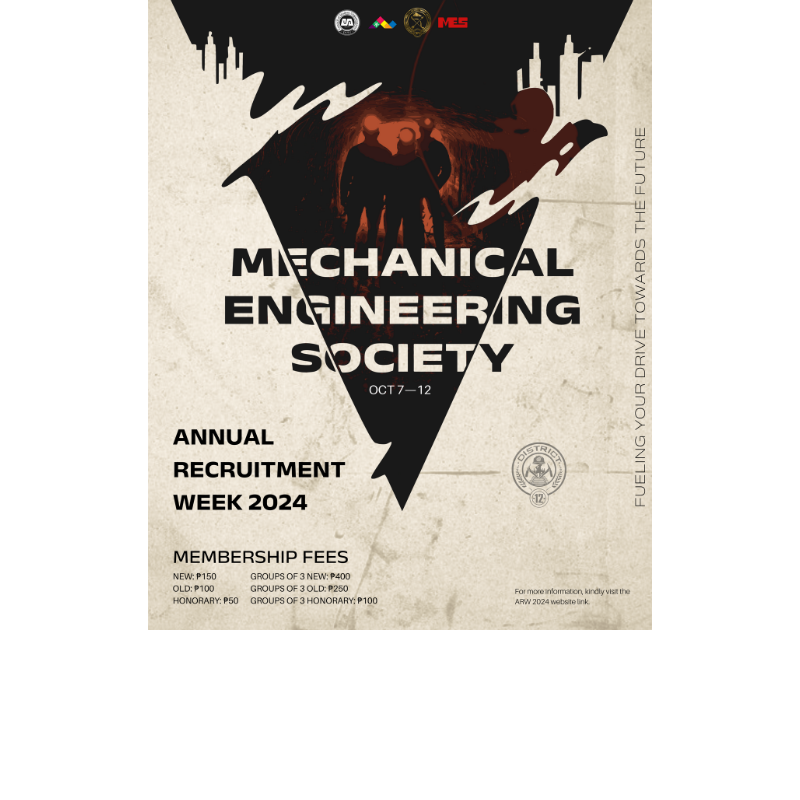 MES
MECHANICAL
ENGINEERING
SOCIETY
OCT 7—12
FUELING YOUR DRIVE TOWARDS THE FUTURE
ANNUAL
RECRUITMENT
WEEK 2024
DISTRICT
12
MEMBERSHIP FEES
NEW: ₱150 GROUPS OF 3 NEW: ₱400
OLD: ₱100 GROUPS OF 3 OLD: ₱250
HONORARY: ₱50 GROUPS OF 3 HONORARY: ₱100
For more information, kindly visit the
ARW 2024 website link.